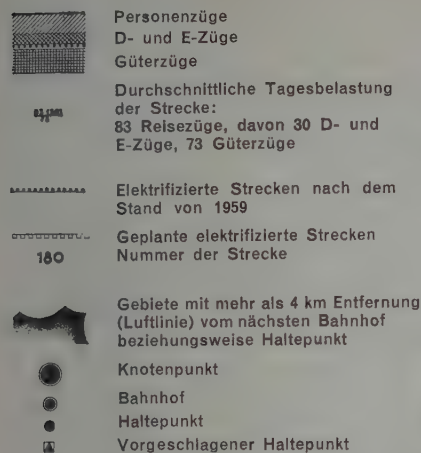 Personenzüge
D- und E-Züge
Güterzüge
Durchschnittliche Tagesbelastung
der Strecke:
83 Reisezüge, davon 30 D- und
E-Züge, 73 Güterzüge
Elektrifizierte Strecken nach dem
Stand von 1959
Geplante elektrifizierte Strecken
180 Nummer der Strecke
Gebiete mit mehr als 4 km Entfernung
(Luftlinie) vom nächsten Bahnhof
beziehungsweise Haltepunkt
Knotenpunkt
Bahnhof
Haltepunkt
Vorgeschlagener Haltepunkt